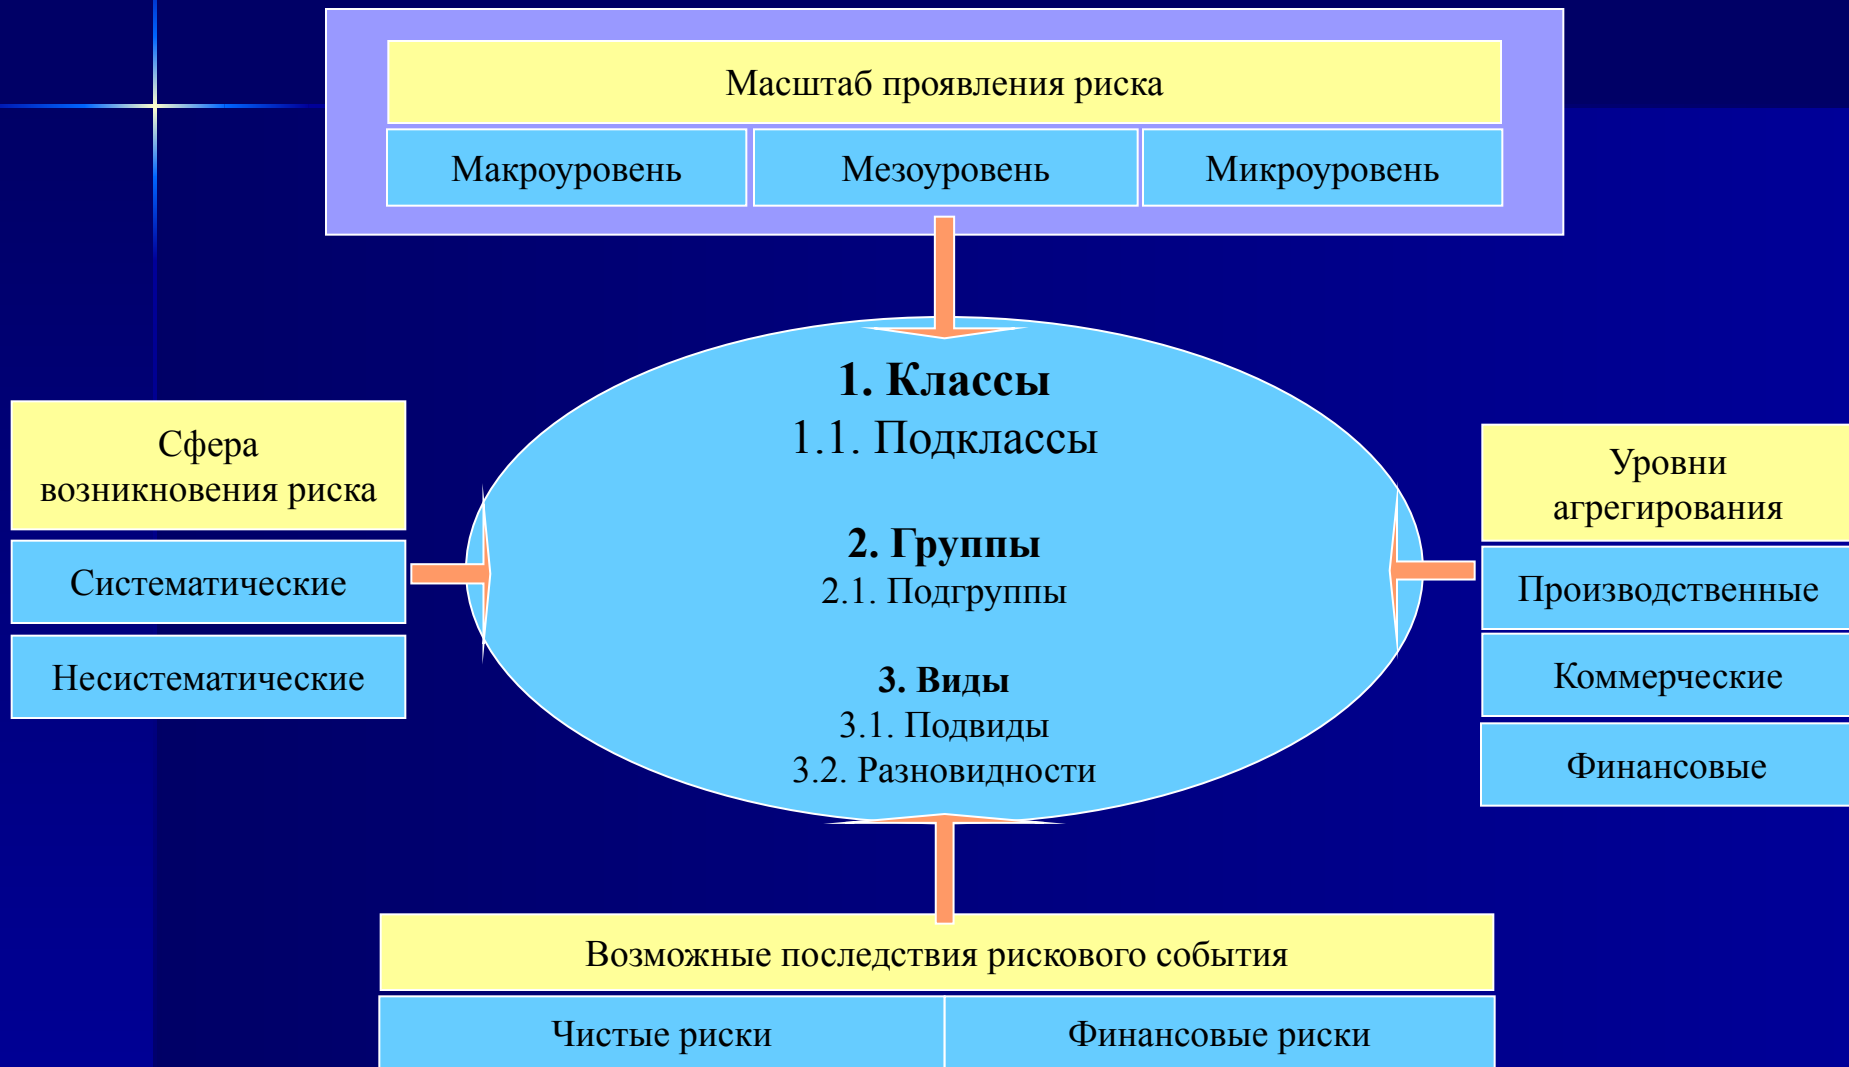 Масштаб проявления риска
Макроуровень
Мезоуровень
Микроуровень
1. Классы
1.1. Подклассы
2. Группы
2.1. Подгруппы
3. Виды
3.1. Подвиды
3.2. Разновидности
Сфера
возникновения риска
Систематические
Несистематические
Уровни
агрегирования
Производственные
Коммерческие
Финансовые
Возможные последствия рискового события
Чистые риски
Финансовые риски